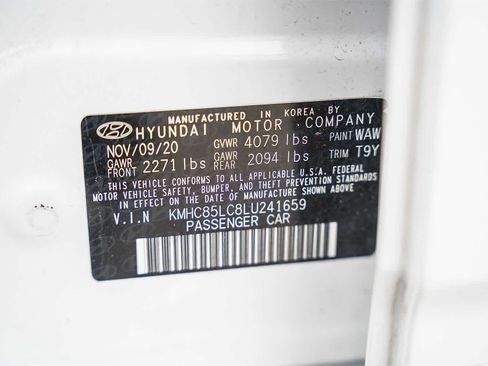 MANUFACTURED IN KOREA BY
HYUNDAI MOTOR COMPANY
NOV/09/20 GVWR 4079 lbs PAINT WAW
GAWR FRONT 2271 lbs GAWR REAR 2094 lbs TRIM T9Y
THIS VEHICLE CONFORMS TO ALL APPLICABLE U.S.A. FEDERAL
MOTOR VEHICLE SAFETY, BUMPER, AND THEFT PREVENTION STANDARDS
IN EFFECT ON THE DATE OF MANUFACTURE SHOWN ABOVE.
V.I.N KMHC85LC8LU241659
PASSENGER CAR